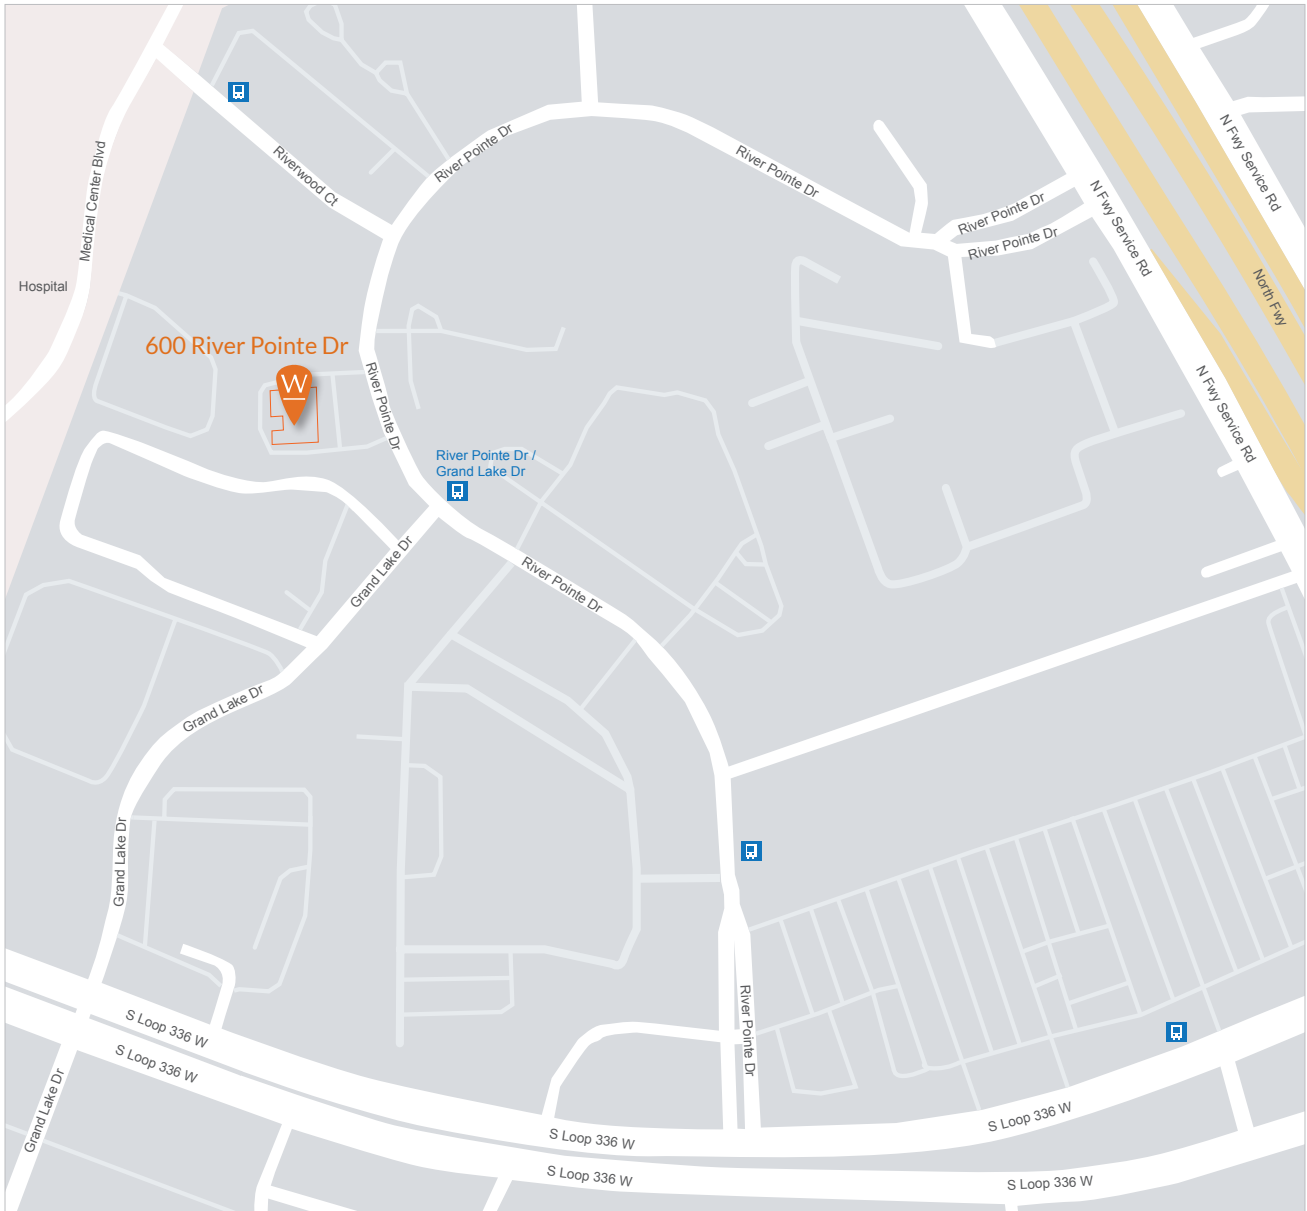 River Pointe Dr
River Pointe Dr
N Fwy Service Rd
Riverwood Ct
Medical Center Blvd
River Pointe Dr
N Fwy Service Rd
River Pointe Dr
Hospital
North Fwy
600 River Pointe Dr
W
River Pointe Dr
N Fwy Service Rd
River Pointe Dr /
Grand Lake Dr
Grand Lake Dr
River Pointe Dr
Grand Lake Dr
Grand Lake Dr
River Pointe Dr
S Loop 336 W
S Loop 336 W
Grand Lake Dr
S Loop 336 W
S Loop 336 W
S Loop 336 W
S Loop 336 W